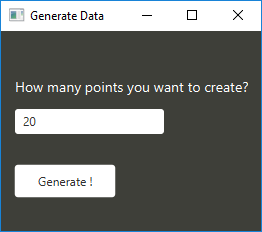 Generate Data
How many points you want to create?
20
Generate !